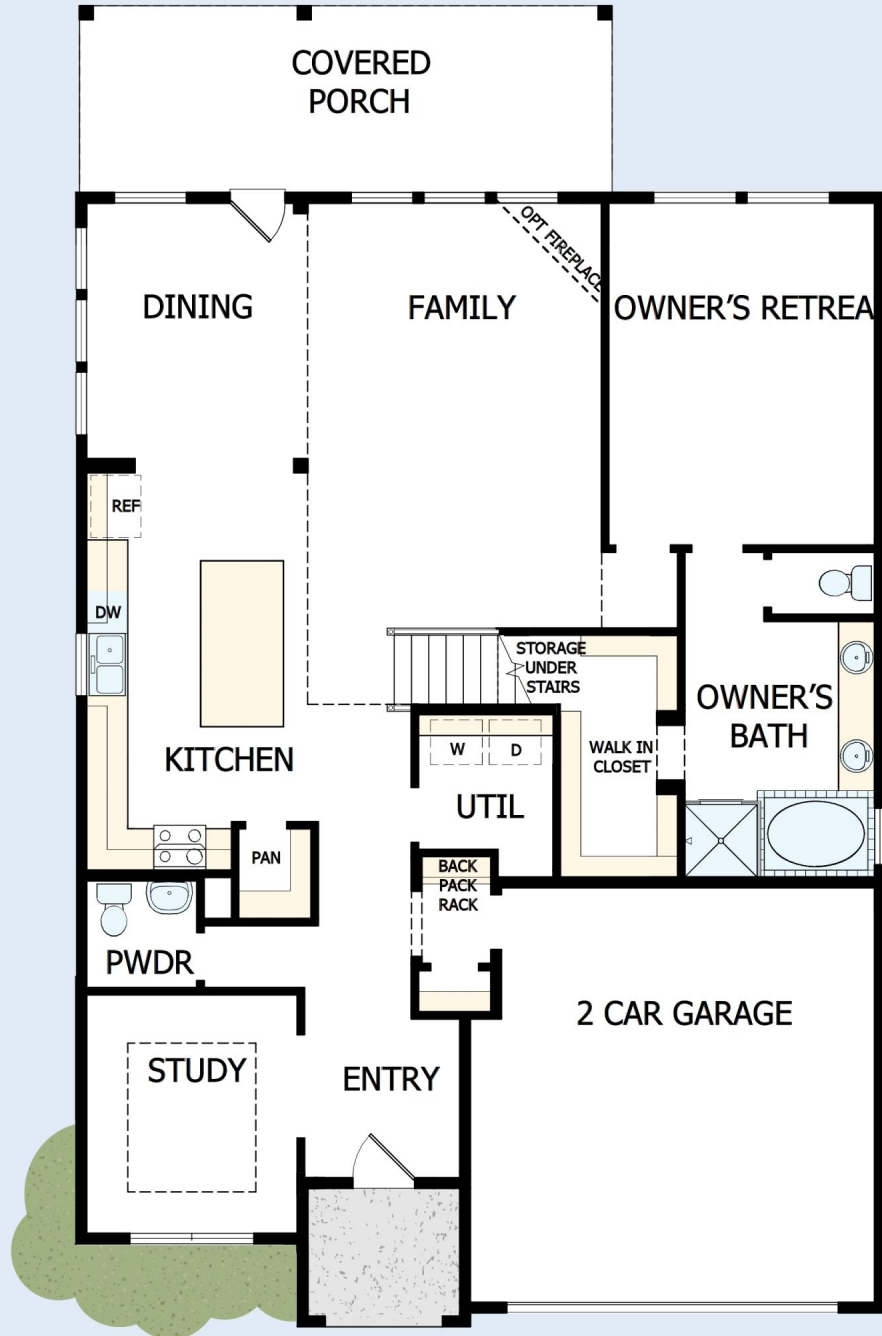 COVERED
PORCH
OPT FIREPLACE
DINING
FAMILY
OWNER'S RETREA
REF
DW
STORAGE
UNDER
STAIRS
OWNER'S
BATH
W
D
WALK IN
CLOSET
KITCHEN
UTIL
PAN
BACK
PACK
RACK
PWDR
2 CAR GARAGE
STUDY
ENTRY